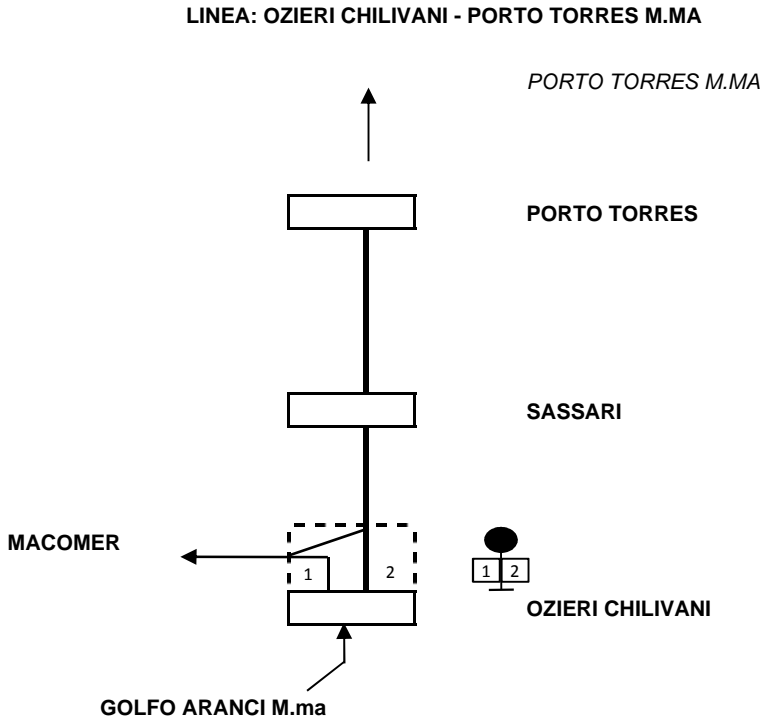 LINEA: OZIERI CHILIVANI - PORTO TORRES M.MA
PORTO TORRES M.MA
PORTO TORRES
SASSARI
MACOMER
1
2
1 2
OZIERI CHILIVANI
GOLFO ARANCI M.ma